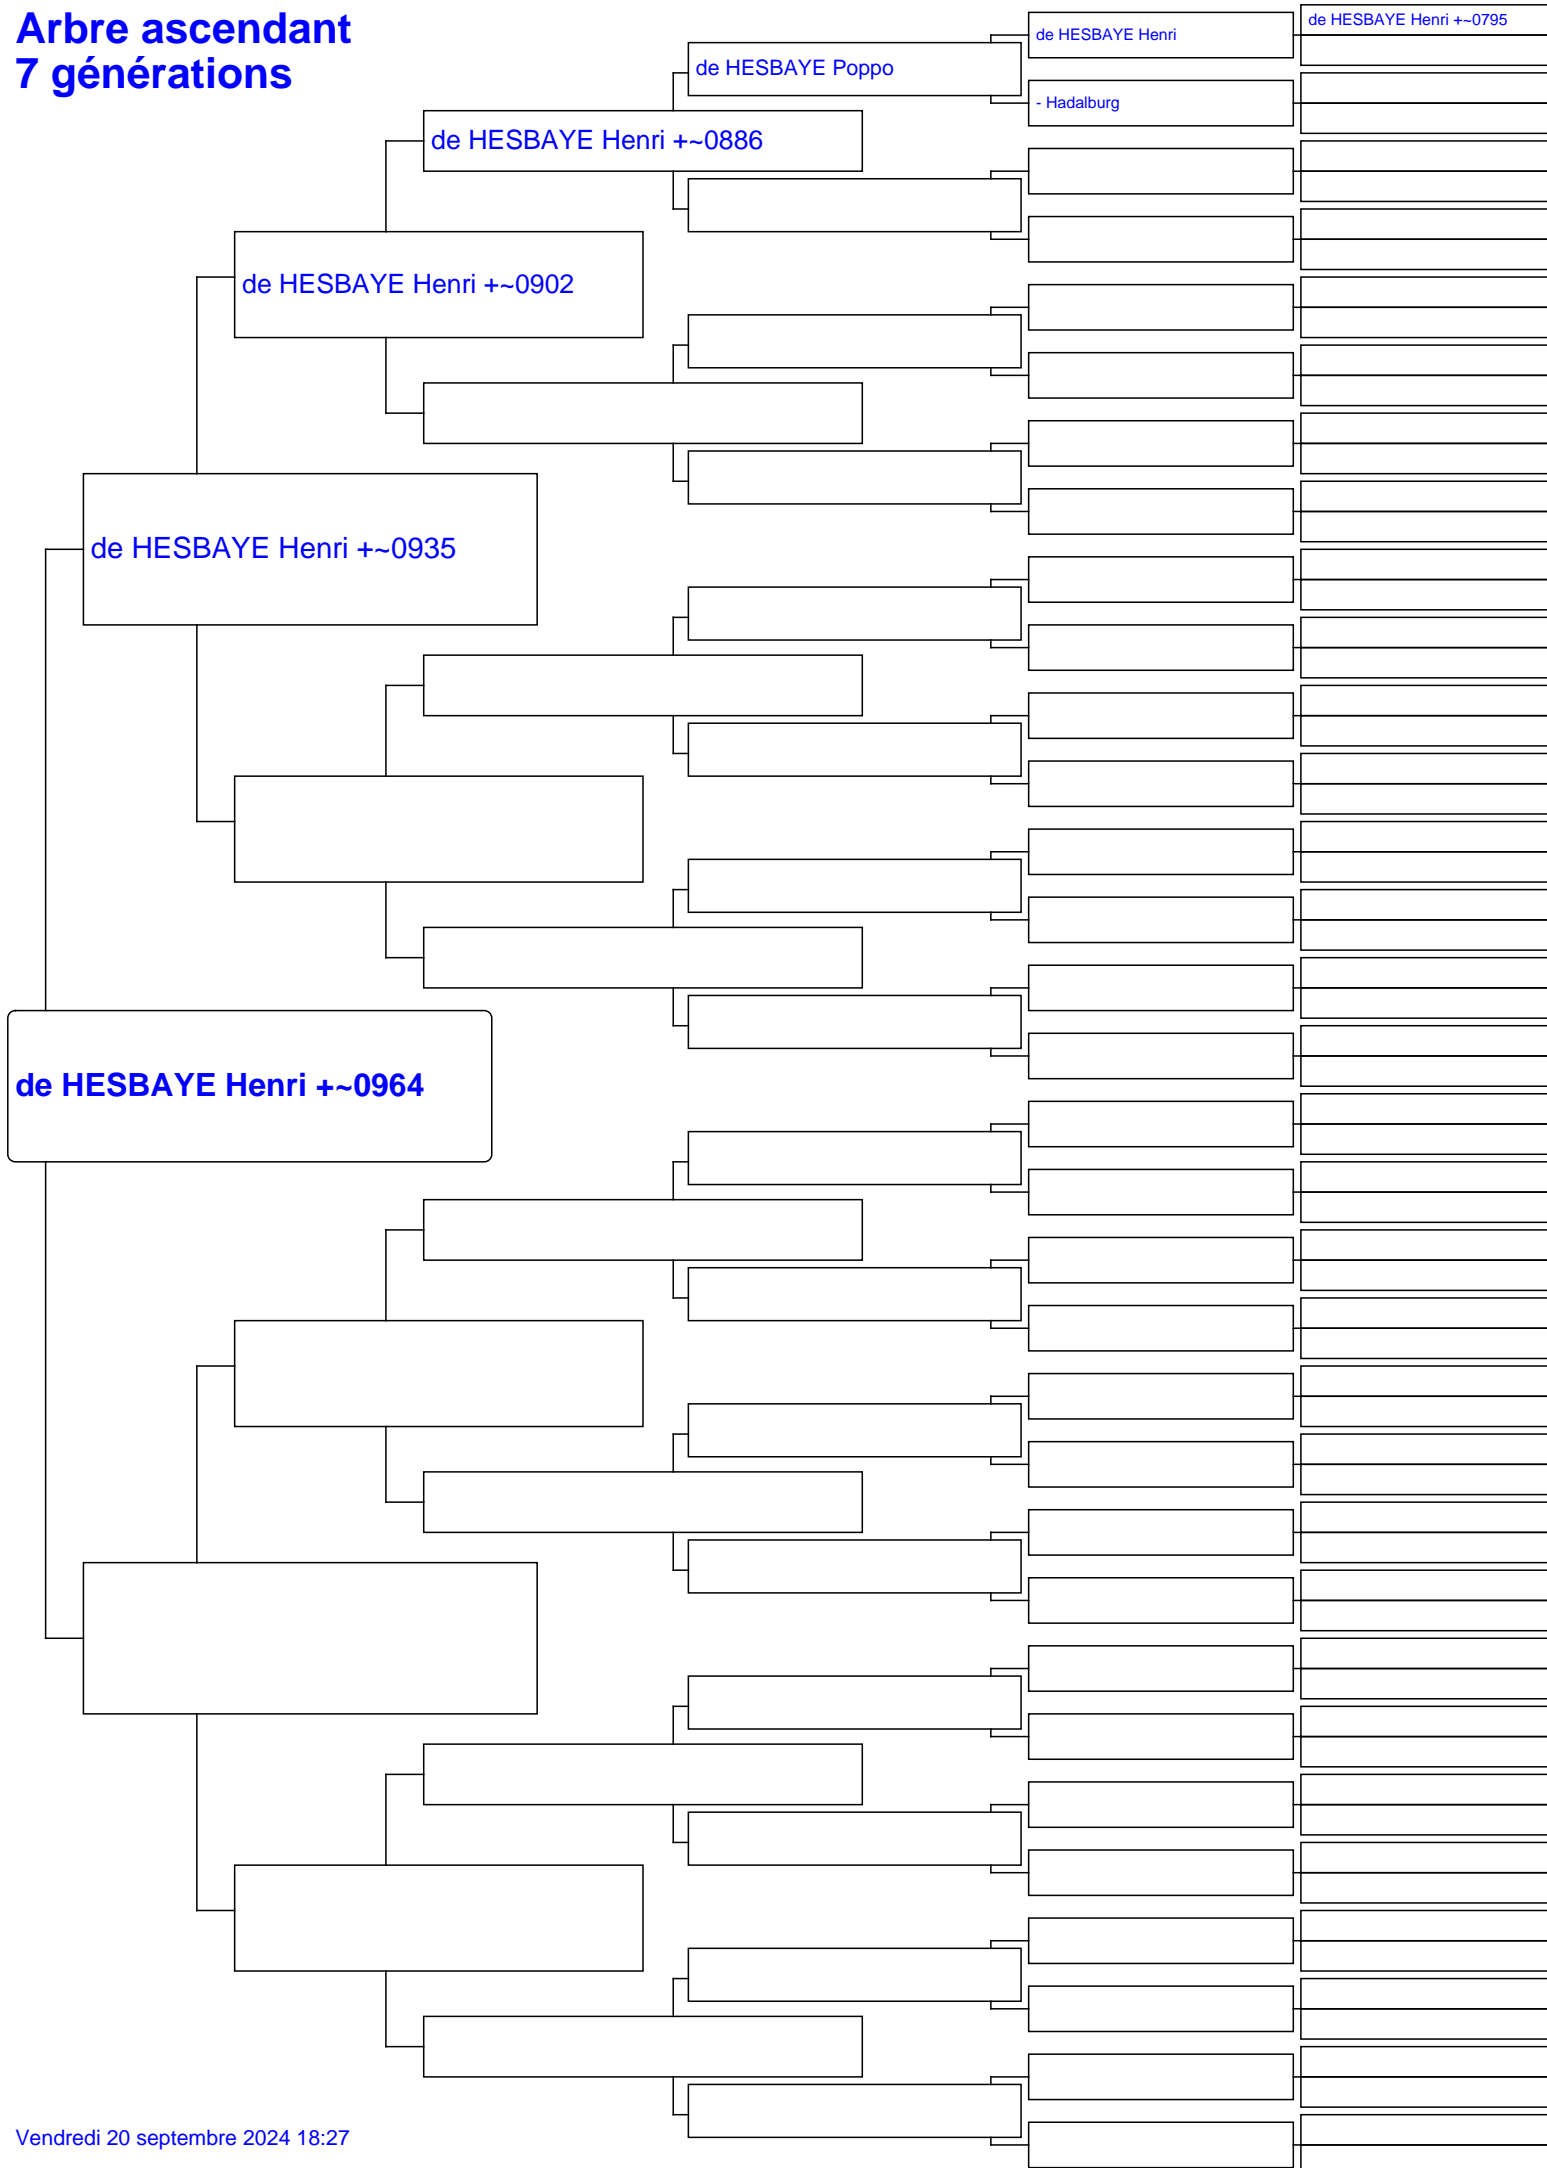 Arbre ascendant
7 générations
de HESBAYE Henri +~0795
de HESBAYE Henri
de HESBAYE Poppo
- Hadalburg
de HESBAYE Henri +~0886
de HESBAYE Henri +~0902
de HESBAYE Henri +~0935
de HESBAYE Henri +~0964
Vendredi 20 septembre 2024 18:27